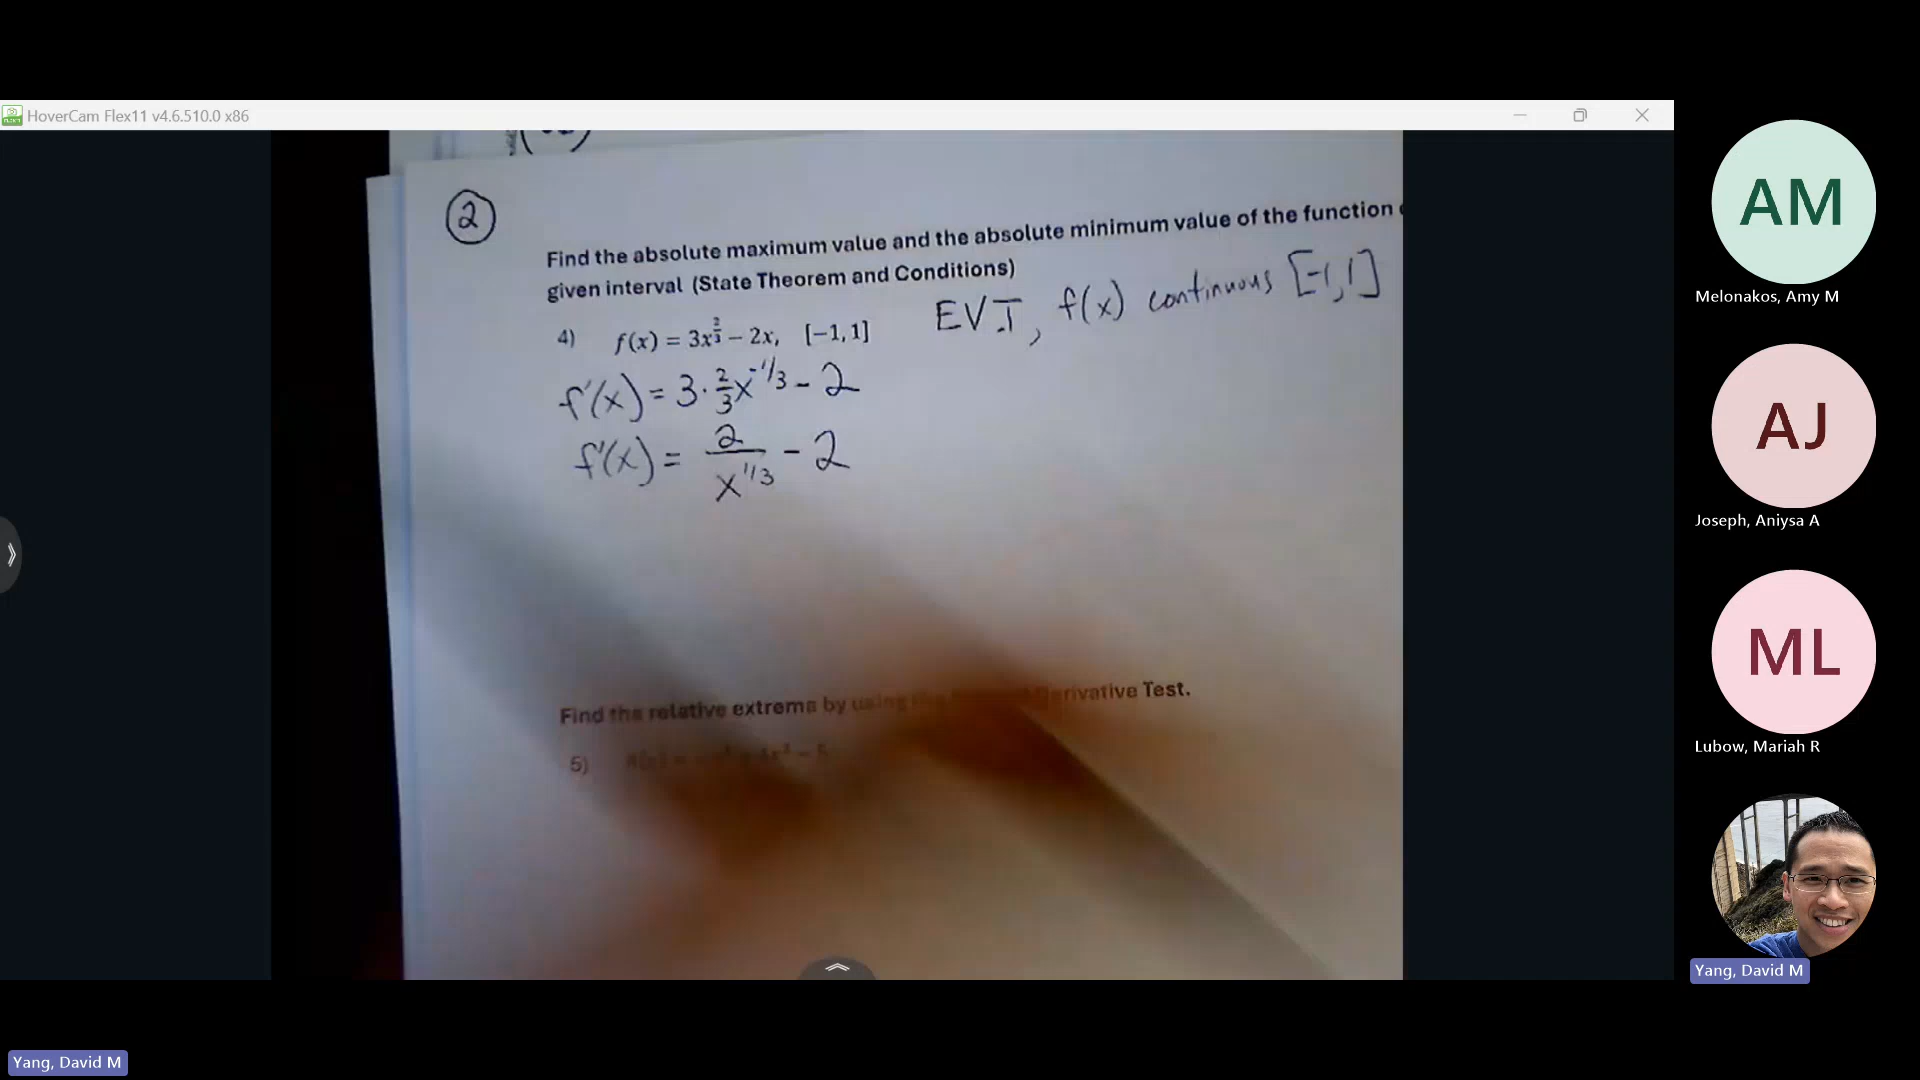 HoverCam Flex11 v4.6.510.0 x86
②
Find the absolute maximum value and the absolute minimum value of the function
given interval (State Theorem and Conditions)
EVT, f(x) continuous [-1,1]
4) f(x) = 3x^{2/3} − 2x, [−1, 1]
f'(x) = 3·2/3 x^{-1/3} - 2
f'(x) = 2/x^{1/3} - 2
Find the relative extrema by using the Derivative Test.
5)
AM
Melonakos, Amy M
AJ
Joseph, Aniysa A
ML
Lubow, Mariah R
Yang, David M
Yang, David M